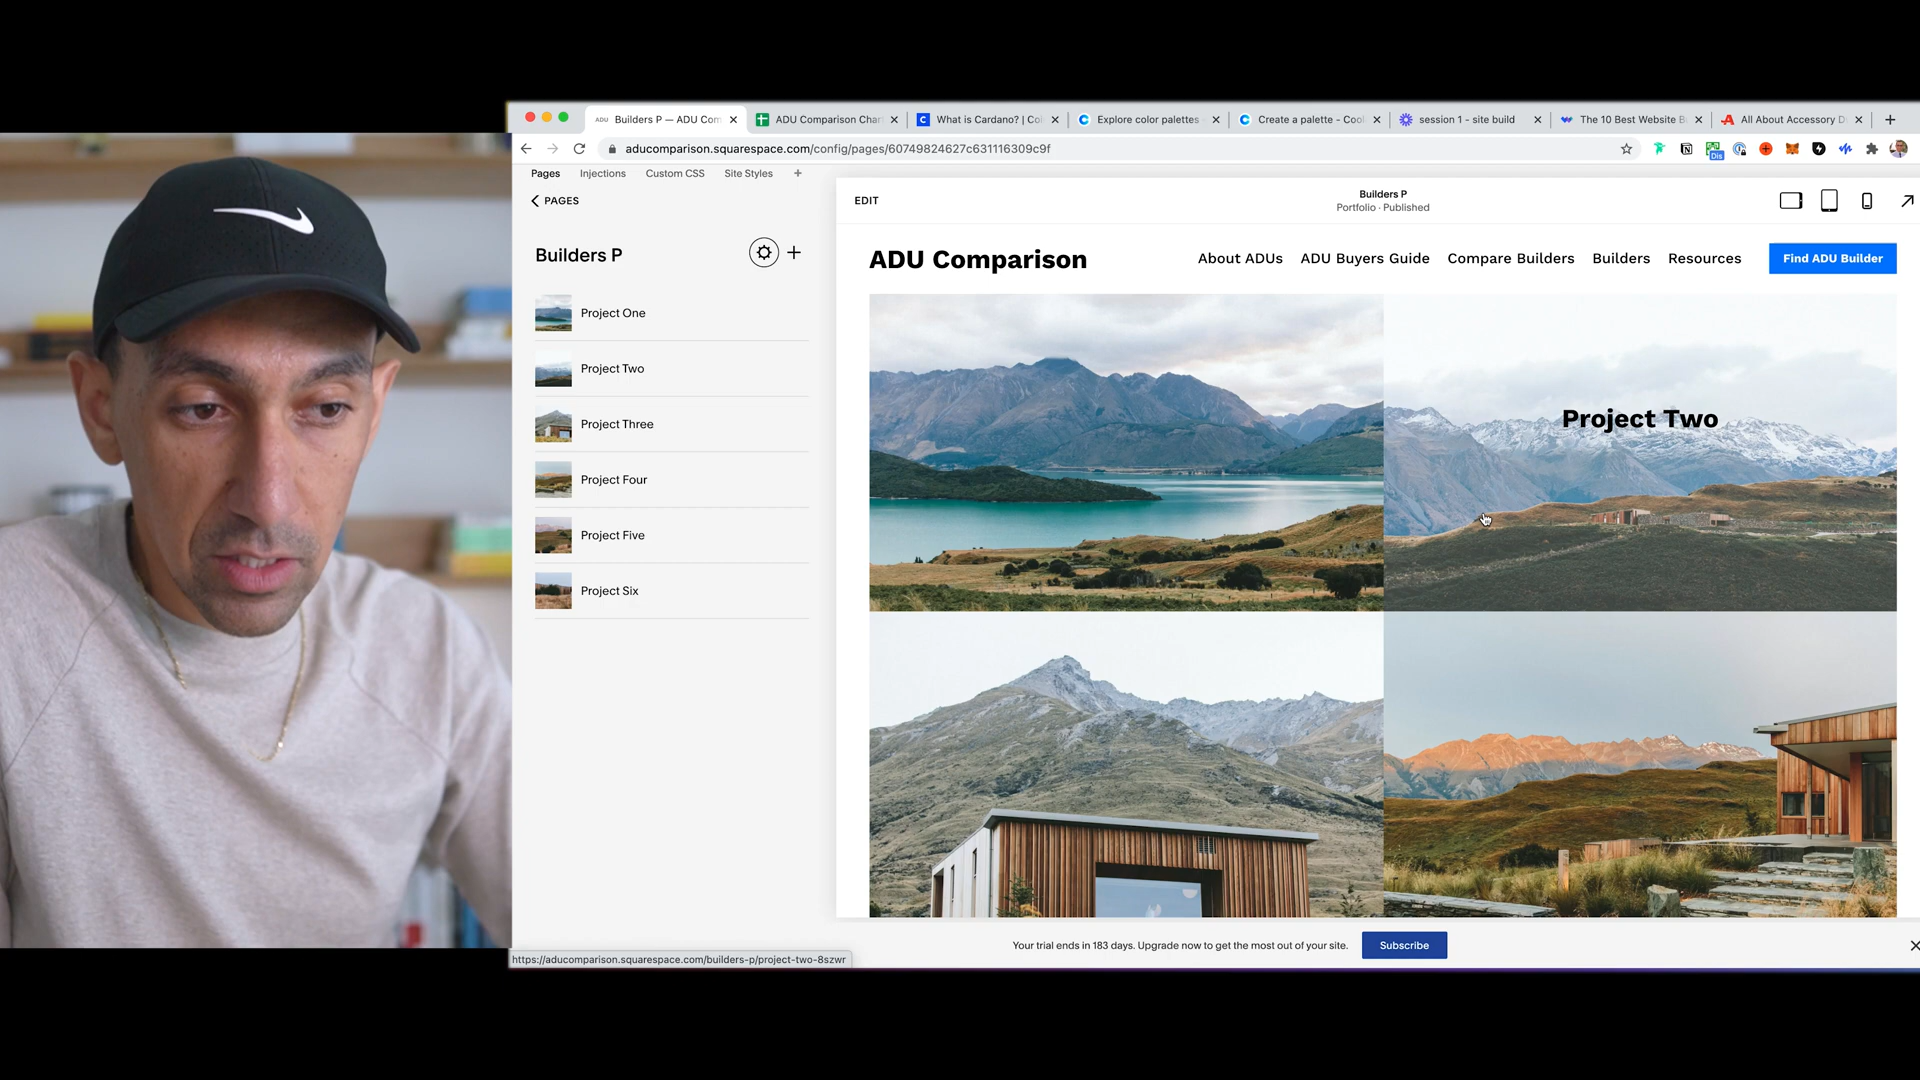 ADU Builders P — ADU Com
ADU Comparison Char
What is Cardano? | Co
Explore color palettes
Create a palette - Cool
session 1 - site build
The 10 Best Website B
All About Accessory D
aducomparison.squarespace.com/config/pages/60749824627c631116309c9f
Dis
Pages Injections Custom CSS Site Styles +
PAGES
EDIT
Builders P
Portfolio · Published
Builders P
Project One
Project Two
Project Three
Project Four
Project Five
Project Six
ADU Comparison
About ADUs ADU Buyers Guide Compare Builders Builders Resources Find ADU Builder
Project Two
Your trial ends in 183 days. Upgrade now to get the most out of your site. Subscribe
https://aducomparison.squarespace.com/builders-p/project-two-8szwr